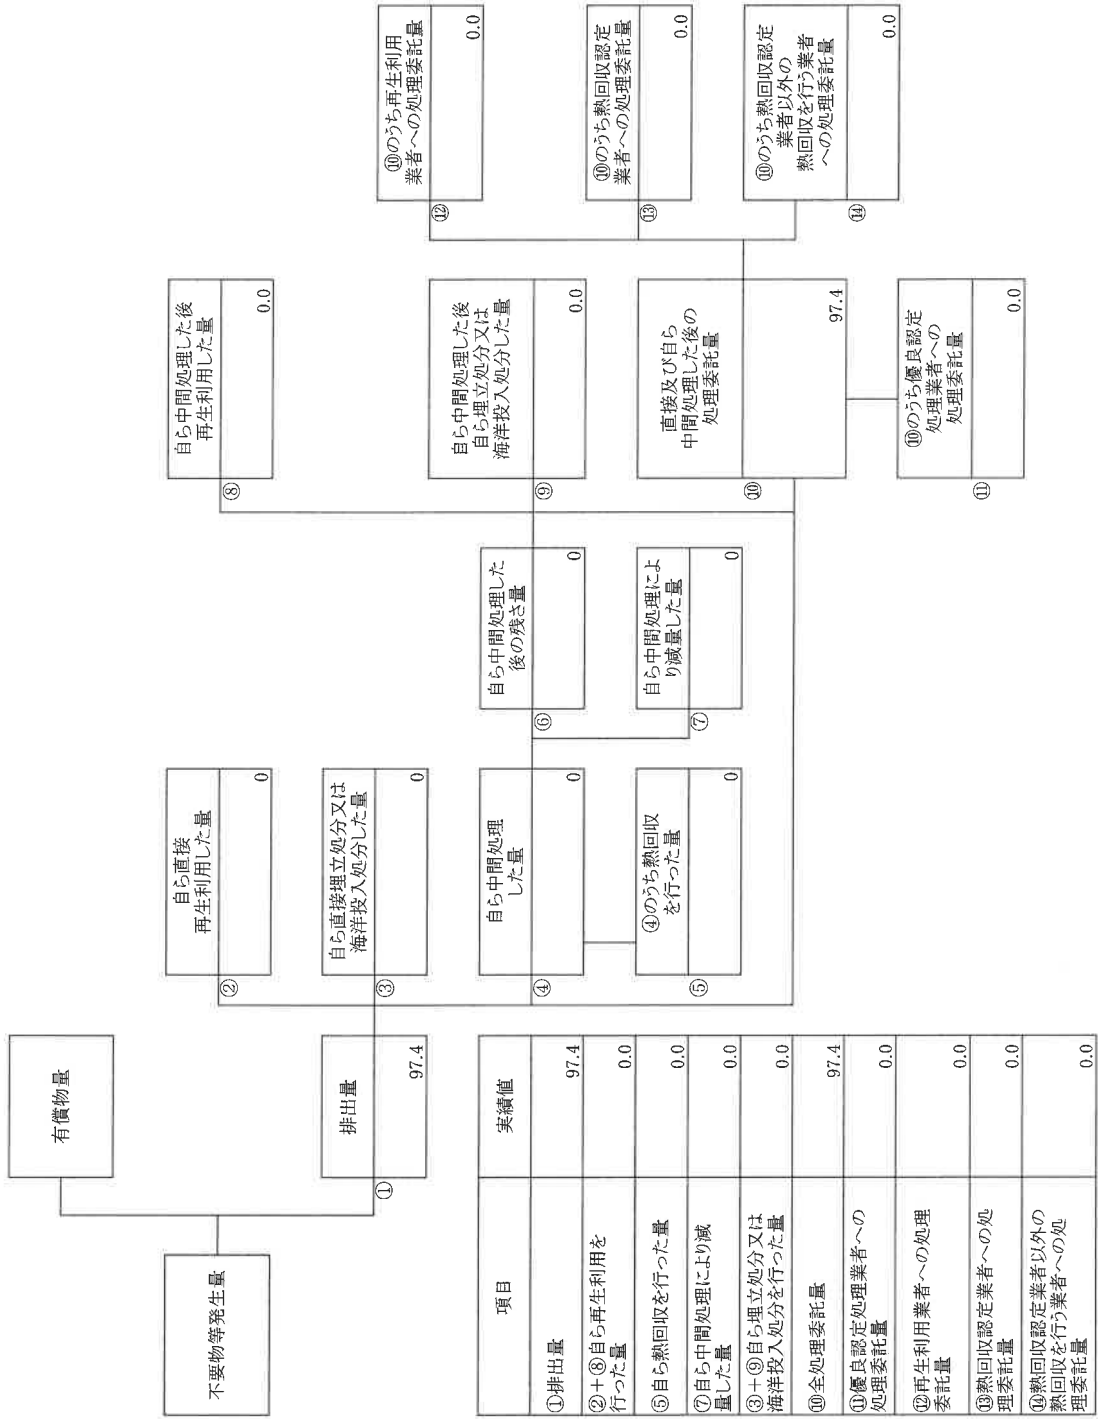 不要物等発生量
有償物量
①
排出量
97.4
②
自ら直接
再生利用した量
0
③
自ら直接埋立処分又は
海洋投入処分した量
0
④
自ら中間処理
した量
0
⑤
④のうち熱回収
を行った量
0
⑥
自ら中間処理した
後の残さ量
0
⑦
自ら中間処理によ
り減量した量
0
⑧
自ら中間処理した後
再生利用した量
0.0
⑨
自ら中間処理した後
自ら埋立処分又は
海洋投入処分した量
0.0
⑩
直接及び自ら
中間処理した後の
処理委託量
97.4
⑪
⑩のうち優良認定
処理業者への
処理委託量
0.0
⑫
⑩のうち再生利用
業者への処理委託量
0.0
⑬
⑩のうち熱回収認定
業者への処理委託量
0.0
⑭
⑩のうち熱回収認定
業者以外の
熱回収を行う業者
への処理委託量
0.0
項目 実績値
①排出量 97.4
②+⑧自ら再生利用を
行った量 0.0
⑤自ら熱回収を行った量 0.0
⑦自ら中間処理により減
量した量 0.0
③+⑨自ら埋立処分又は
海洋投入処分を行った量 0.0
⑩全処理委託量 97.4
⑪優良認定処理業者への
処理委託量 0.0
⑫再生利用業者への処理
委託量 0.0
⑬熱回収認定業者への処
理委託量 0.0
⑭熱回収認定業者以外の
熱回収を行う業者への処
理委託量 0.0